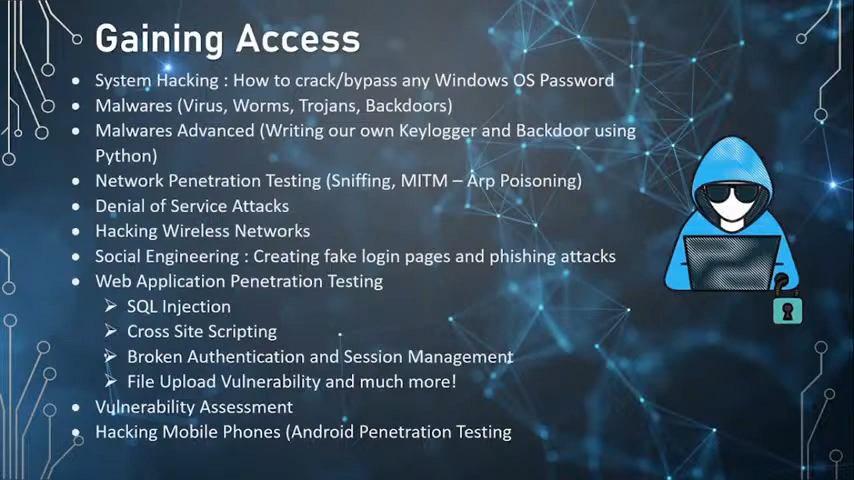 Gaining Access
• System Hacking : How to crack/bypass any Windows OS Password
• Malwares (Virus, Worms, Trojans, Backdoors)
• Malwares Advanced (Writing our own Keylogger and Backdoor using
Python)
• Network Penetration Testing (Sniffing, MITM – Arp Poisoning)
• Denial of Service Attacks
• Hacking Wireless Networks
• Social Engineering : Creating fake login pages and phishing attacks
• Web Application Penetration Testing
➢ SQL Injection
➢ Cross Site Scripting
➢ Broken Authentication and Session Management
➢ File Upload Vulnerability and much more!
• Vulnerability Assessment
• Hacking Mobile Phones (Android Penetration Testing